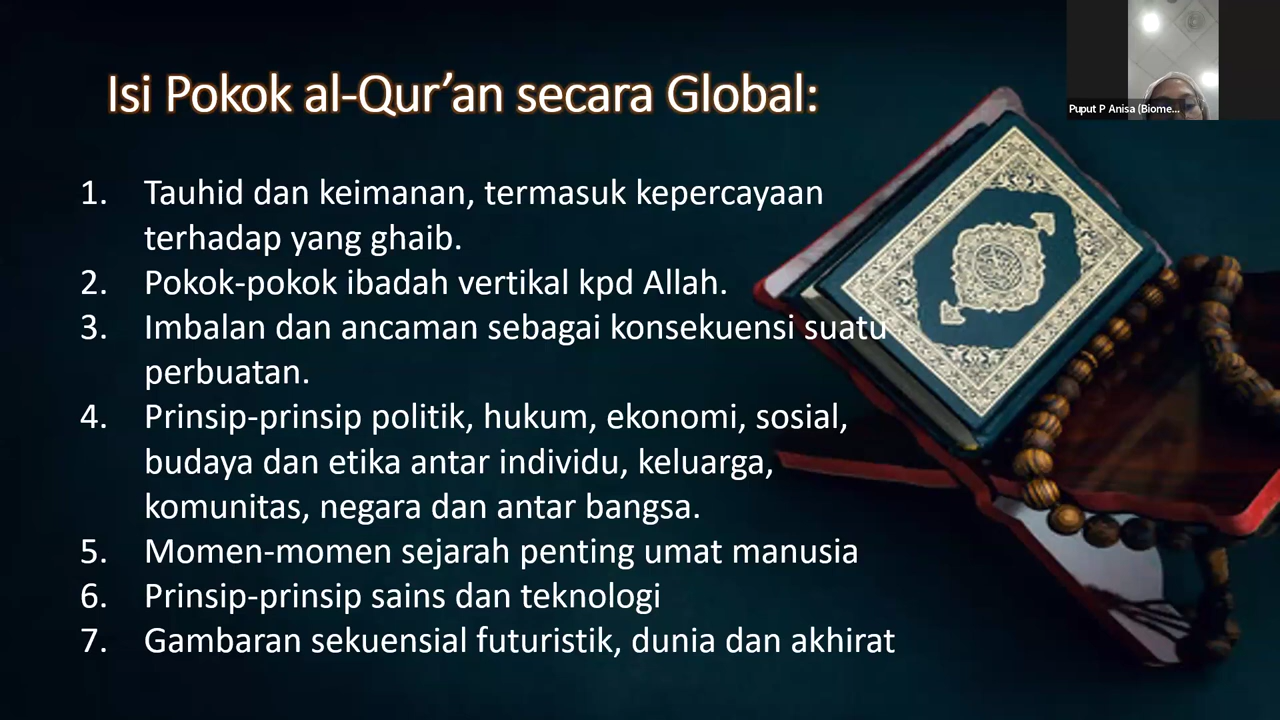 Isi Pokok al-Qur’an secara Global:
Puput P Anisa (Biome...
1. Tauhid dan keimanan, termasuk kepercayaan
terhadap yang ghaib.
2. Pokok-pokok ibadah vertikal kpd Allah.
3. Imbalan dan ancaman sebagai konsekuensi suatu
perbuatan.
4. Prinsip-prinsip politik, hukum, ekonomi, sosial,
budaya dan etika antar individu, keluarga,
komunitas, negara dan antar bangsa.
5. Momen-momen sejarah penting umat manusia
6. Prinsip-prinsip sains dan teknologi
7. Gambaran sekuensial futuristik, dunia dan akhirat